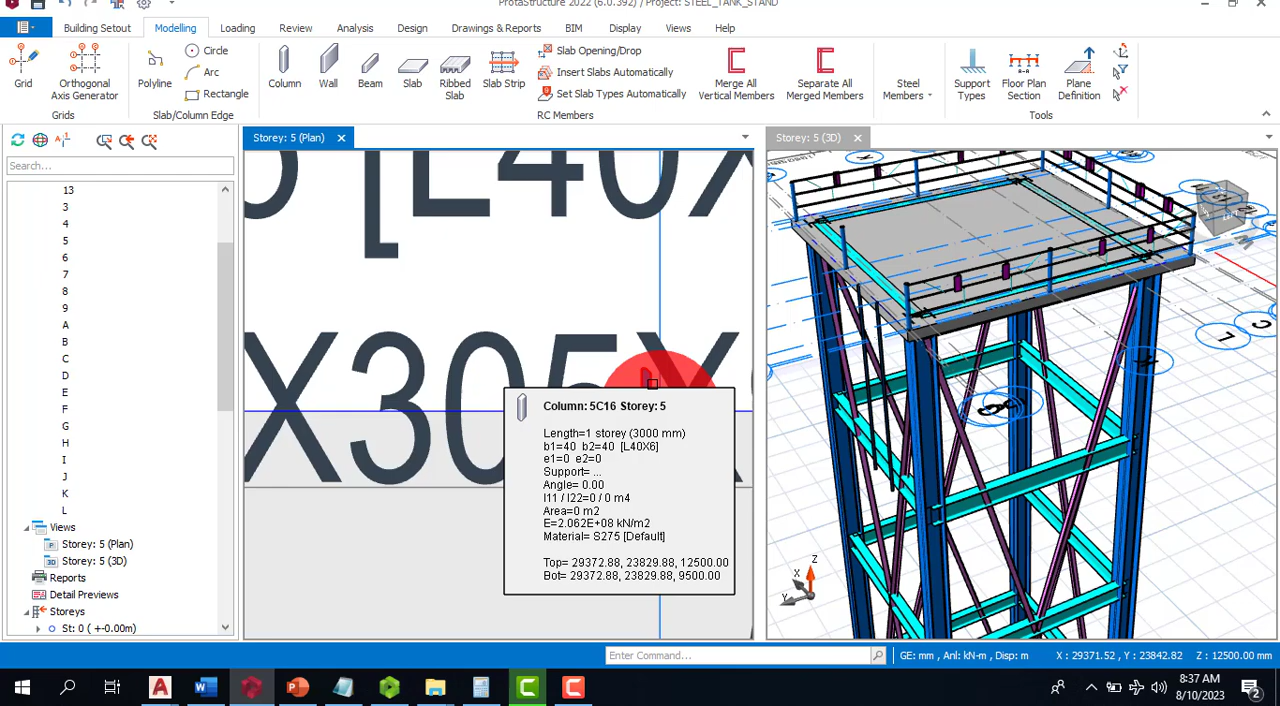 ProtaStructure 2022 (6.0.392) / Project: STEEL_TANK_STAND
Building Setout
Modelling
Loading
Review
Analysis
Design
Drawings & Reports
BIM
Display
Views
Help
Grid
Orthogonal
Axis Generator
Grids
Polyline
Circle
Arc
Rectangle
Slab/Column Edge
Column
Wall
Beam
Slab
Ribbed
Slab
Slab Strip
Slab Opening/Drop
Insert Slabs Automatically
Set Slab Types Automatically
RC Members
Merge All
Vertical Members
Separate All
Merged Members
Steel
Members
Support
Types
Floor Plan
Section
Plane
Definition
Tools
Search...
13
3
4
5
6
7
8
9
A
B
C
D
E
F
G
H
I
J
K
L
Views
Storey: 5 (Plan)
Storey: 5 (3D)
Reports
Detail Previews
Storeys
St: 0 ( +-0.00m)
Storey: 5 (Plan)
[L40X
X305X
Column: 5C16 Storey: 5
Length=1 storey (3000 mm)
b1=40 b2=40 [L40X6]
e1=0 e2=0
Support= ...
Angle= 0.00
I11 / I22=0 / 0 m4
Area=0 m2
E=2.062E+08 kN/m2
Material= S275 [Default]
Top= 29372.88, 23829.88, 12500.00
Bot= 29372.88, 23829.88, 9500.00
Storey: 5 (3D)
Z
X
Y
Enter Command...
GE: mm, Anl: kN-m , Disp: m
X : 29371.52 , Y : 23842.82
Z : 12500.00 mm
8:37 AM
8/10/2023
2